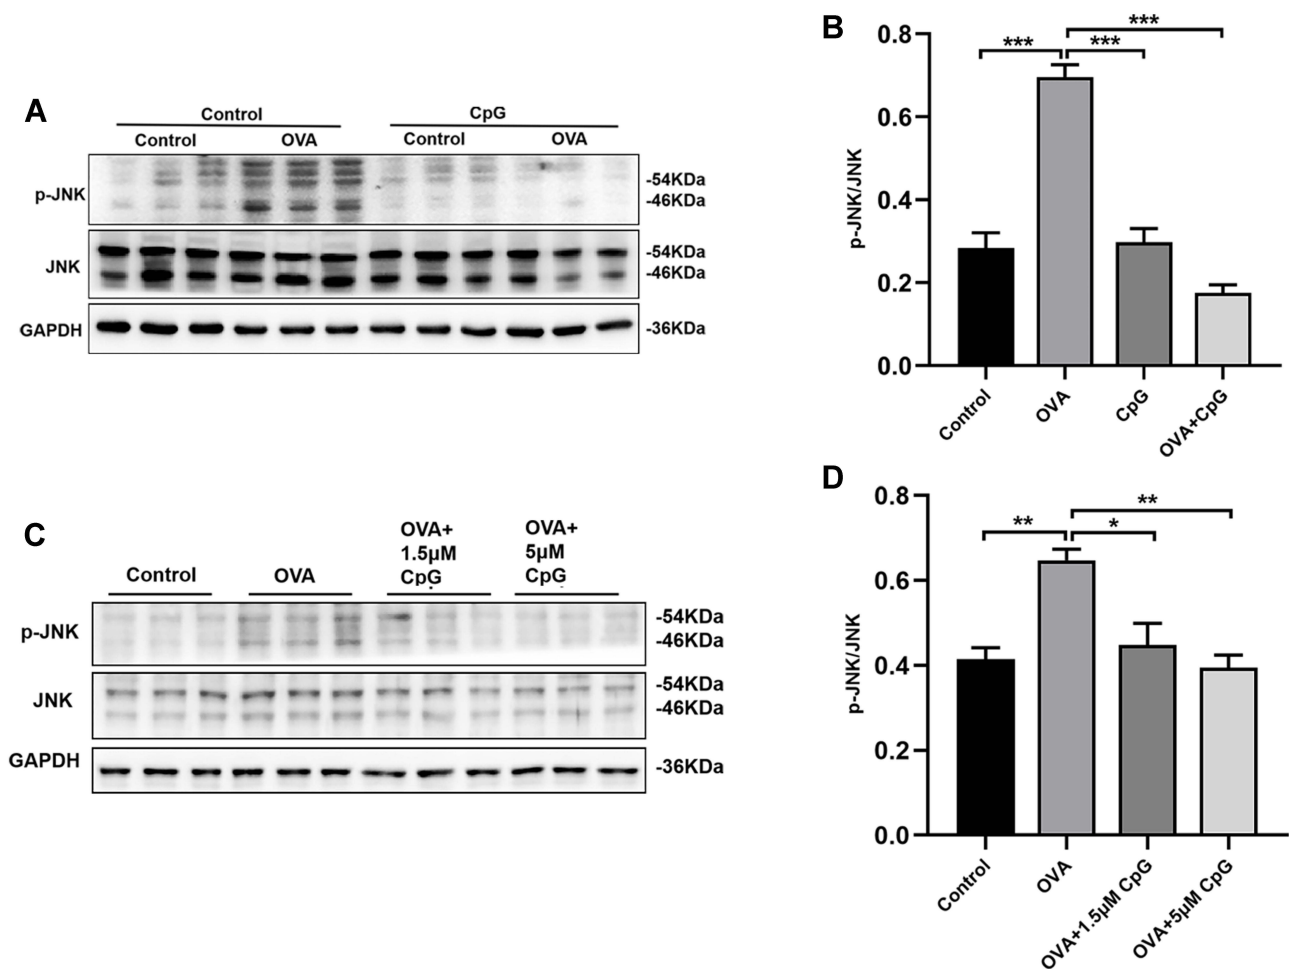 A
Control
CpG
Control
OVA
Control
OVA
p-JNK
-54KDa
-46KDa
JNK
-54KDa
-46KDa
GAPDH
-36KDa
B
p-JNK/JNK
0.8
0.6
0.4
0.2
0.0
***
***
***
Control
OVA
CpG
OVA+CpG
C
Control
OVA
OVA+
1.5μM
CpG
OVA+
5μM
CpG
p-JNK
-54KDa
-46KDa
JNK
-54KDa
-46KDa
GAPDH
-36KDa
D
p-JNK/JNK
0.8
0.6
0.4
0.2
0.0
**
*
**
Control
OVA
OVA+1.5μM CpG
OVA+5μM CpG